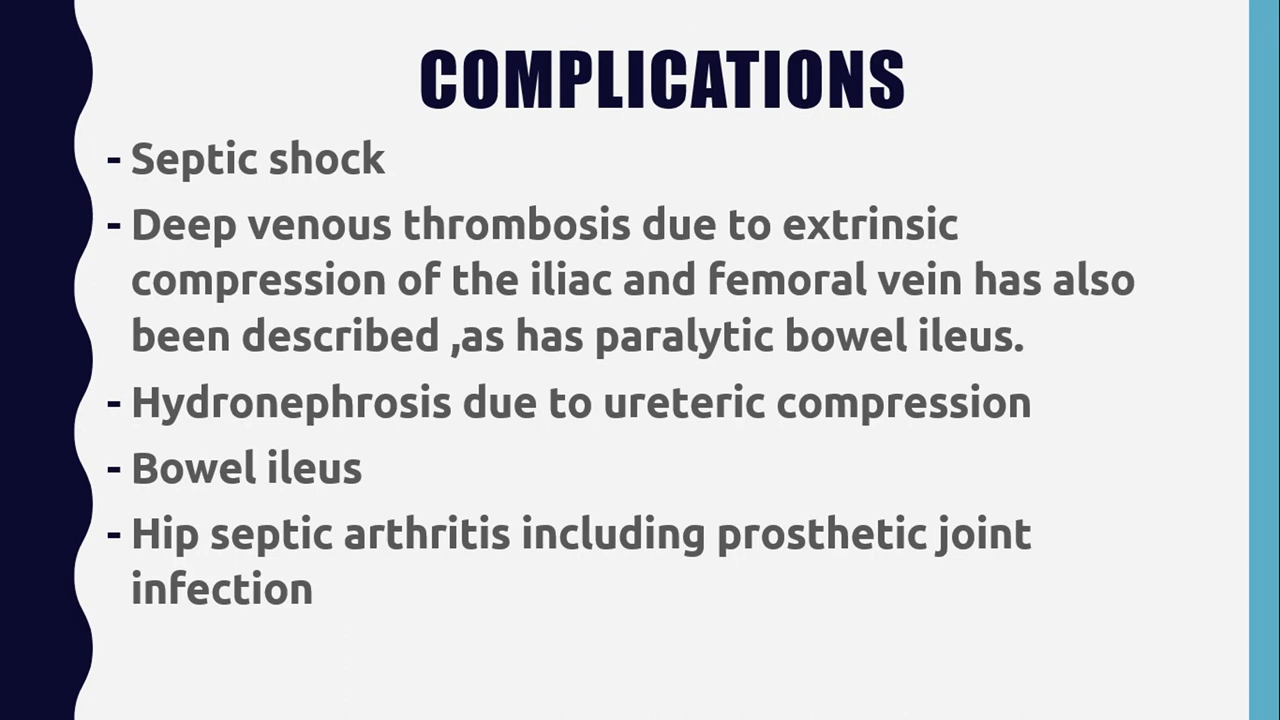 COMPLICATIONS
- Septic shock
- Deep venous thrombosis due to extrinsic
compression of the iliac and femoral vein has also
been described ,as has paralytic bowel ileus.
- Hydronephrosis due to ureteric compression
- Bowel ileus
- Hip septic arthritis including prosthetic joint
infection